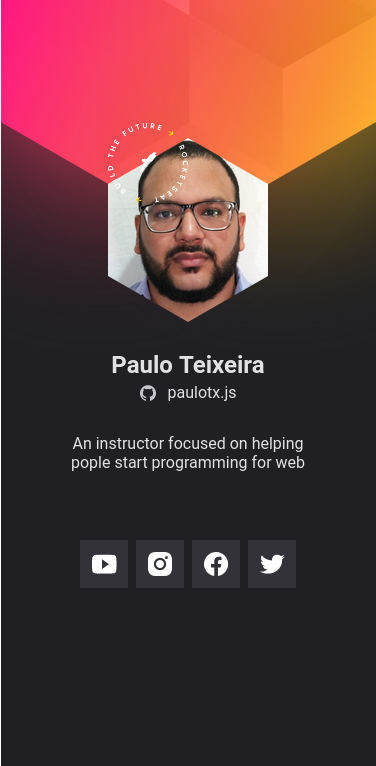 BUILD THE FUTURE → ROCKETSEAT →
Paulo Teixeira
paulotx.js
An instructor focused on helping
pople start programming for web